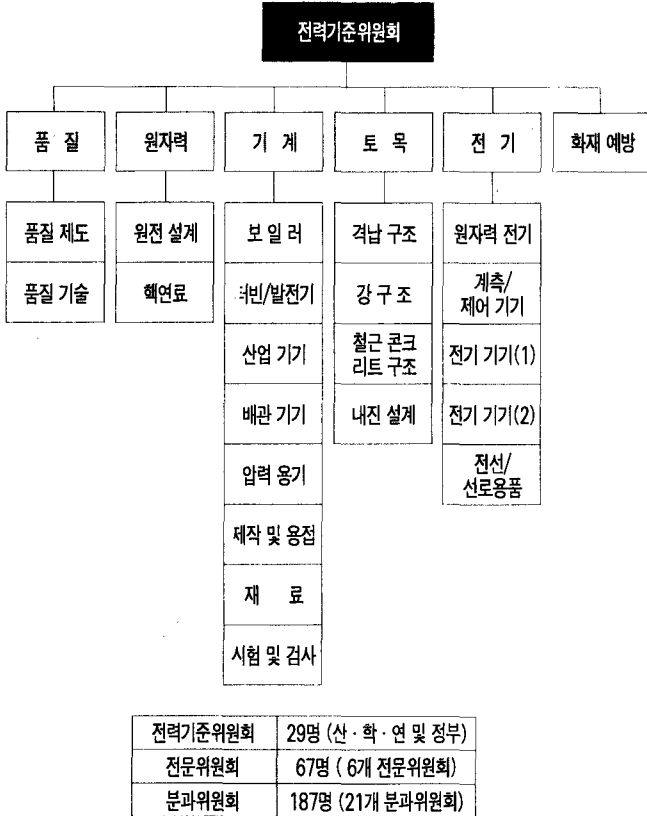 전력기준위원회
품 질
원자력
기 계
토 목
전 기
화재 예방
품질 제도
품질 기술
원전 설계
핵연료
보 일 러
터빈/발전기
산업 기기
배관 기기
압력 용기
제작 및 용접
재 료
시험 및 검사
격납 구조
강 구 조
철근 콘크
리트 구조
내진 설계
원자력 전기
계측/
제어 기기
전기 기기(1)
전기 기기(2)
전선/
선로용품
전력기준위원회 29명 (산·학·연 및 정부)
전문위원회 67명 ( 6개 전문위원회)
분과위원회 187명 (21개 분과위원회)